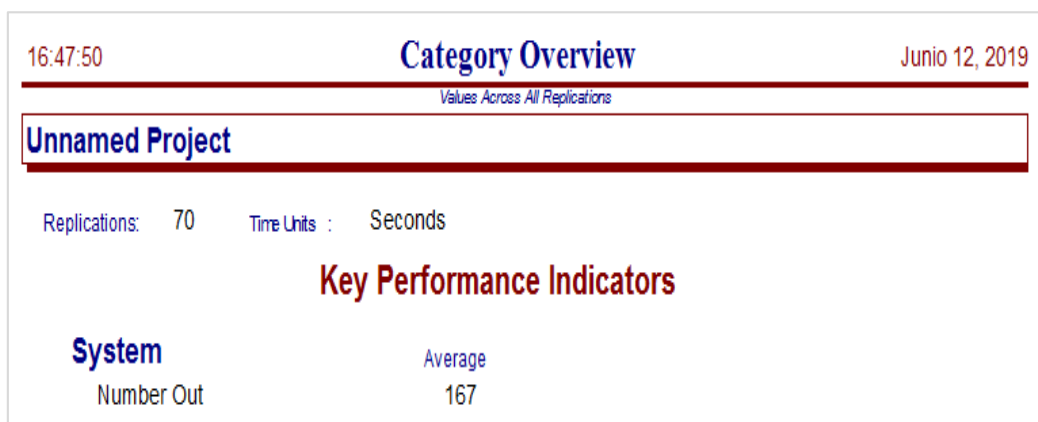 16:47:50 Category Overview Junio 12, 2019
Values Across All Replications
Unnamed Project
Replications: 70 Time Units : Seconds
Key Performance Indicators
System Average
Number Out 167